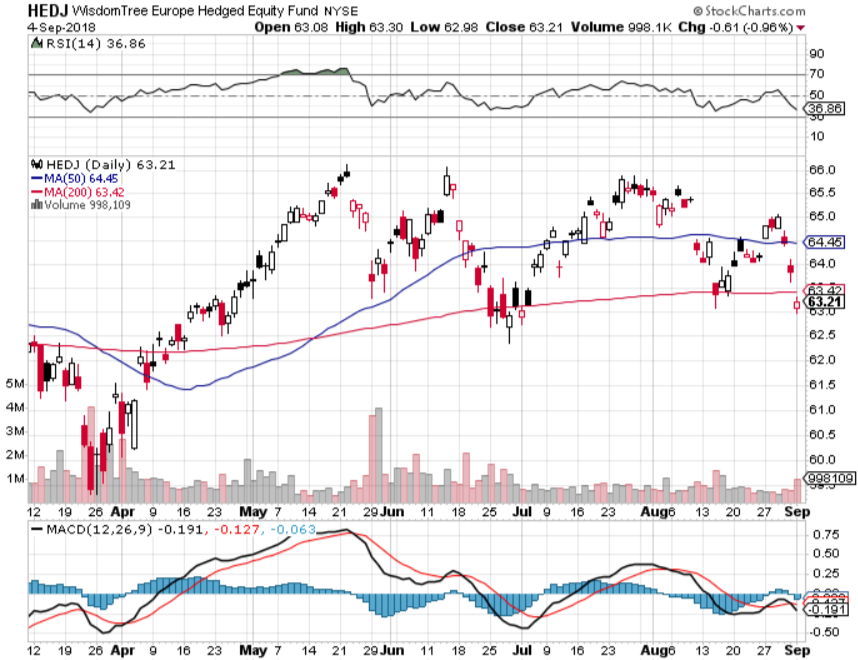 HEDJ WisdomTree Europe Hedged Equity Fund NYSE © StockCharts.com
4-Sep-2018 Open 63.08 High 63.30 Low 62.98 Close 63.21 Volume 998.1K Chg -0.61 (-0.96%)
RSI(14) 36.86
90
70
50
36.86
30
10
HEDJ (Daily) 63.21
MA(50) 64.45
MA(200) 63.42
Volume 998,109
66.0
65.5
65.0
64.45
64.0
63.42
63.21
63.0
62.5
62.0
61.5
61.0
60.5
60.0
5M
4M
3M
2M
1M
998109
12 19 26 Apr 9 16 23 May 7 14 21 29 Jun 11 18 25 Jul 9 16 23 Aug 6 13 20 27 Sep
MACD(12,26,9) -0.191, -0.127, -0.063
0.75
0.50
0.25
-0.191
-0.50
12 19 26 Apr 9 16 23 May 7 14 21 29 Jun 11 18 25 Jul 9 16 23 Aug 6 13 20 27 Sep